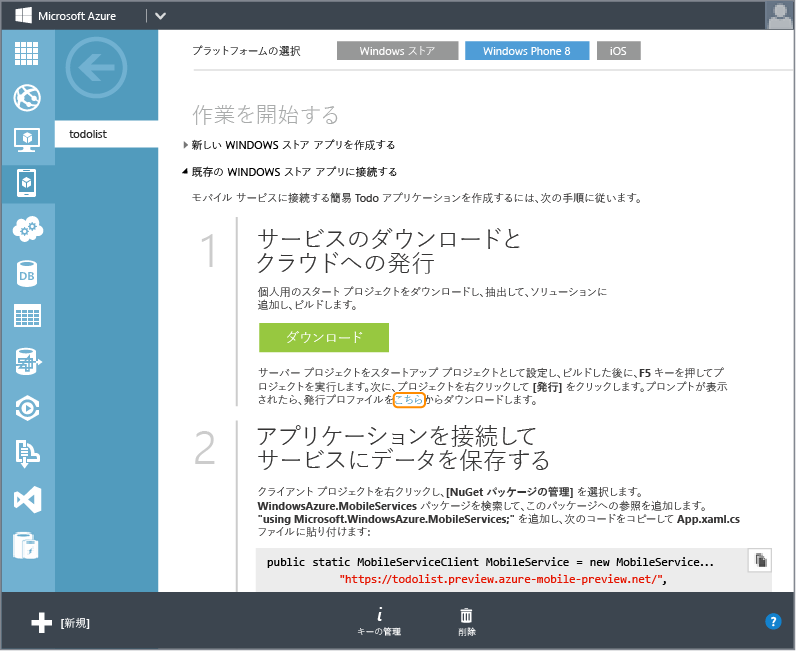 Microsoft Azure
プラットフォームの選択
Windows ストア
Windows Phone 8
iOS
todolist
作業を開始する
新しい WINDOWS ストア アプリを作成する
既存の WINDOWS ストア アプリに接続する
モバイル サービスに接続する簡易 Todo アプリケーションを作成するには、次の手順に従います。
1
サービスのダウンロードと
クラウドへの発行
個人用のスタート プロジェクトをダウンロードし、抽出して、ソリューションに
追加し、ビルドします。
ダウンロード
サーバー プロジェクトをスタートアップ プロジェクトとして設定し、ビルドした後に、F5 キーを押してプ
ロジェクトを実行します。次に、プロジェクトを右クリックして [発行] をクリックします。プロンプトが表示
されたら、発行プロファイルをこちらからダウンロードします。
2
アプリケーションを接続して
サービスにデータを保存する
クライアント プロジェクトを右クリックし、[NuGet パッケージの管理] を選択します。
WindowsAzure.MobileServices パッケージを検索して、このパッケージへの参照を追加します。
"using Microsoft.WindowsAzure.MobileServices;" を追加し、次のコードをコピーして App.xaml.cs
ファイルに貼り付けます:
public static MobileServiceClient MobileService = new MobileService...
"https://todolist.preview.azure-mobile-preview.net/",
DB
[新規]
i
キーの管理
削除
?